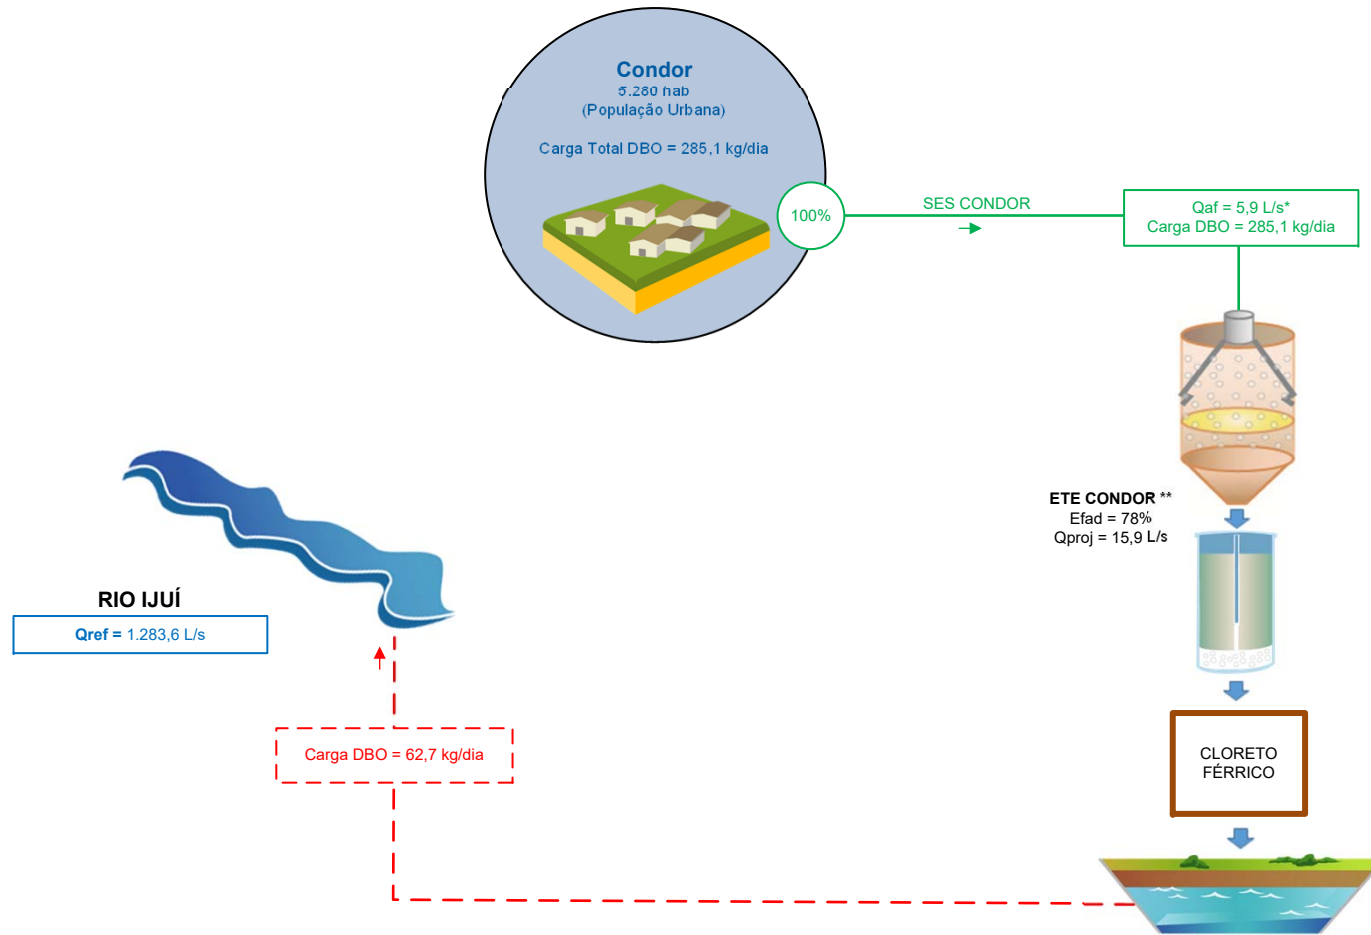 Condor
5.280 hab
(População Urbana)
Carga Total DBO = 285,1 kg/dia
100%
SES CONDOR
Qaf = 5,9 L/s*
Carga DBO = 285,1 kg/dia
ETE CONDOR **
Efad = 78%
Qproj = 15,9 L/s
RIO IJUÍ
Qref = 1.283,6 L/s
Carga DBO = 62,7 kg/dia
CLORETO
FÉRRICO